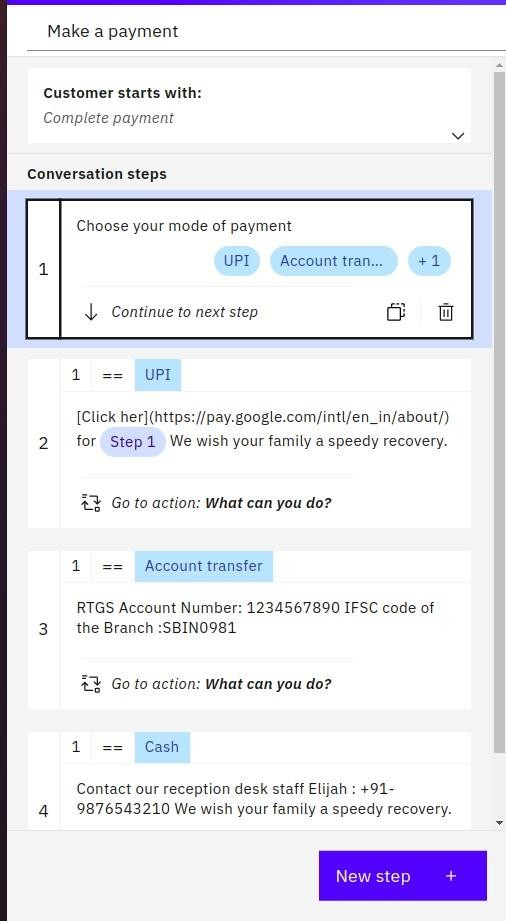 Make a payment
Customer starts with:
Complete payment
Conversation steps
1
Choose your mode of payment
UPI Account tran... + 1
Continue to next step
1 == UPI
2
[Click her](https://pay.google.com/intl/en_in/about/)
for Step 1 We wish your family a speedy recovery.
Go to action: What can you do?
1 == Account transfer
3
RTGS Account Number: 1234567890 IFSC code of
the Branch :SBIN0981
Go to action: What can you do?
1 == Cash
4
Contact our reception desk staff Elijah : +91-
9876543210 We wish your family a speedy recovery.
New step +